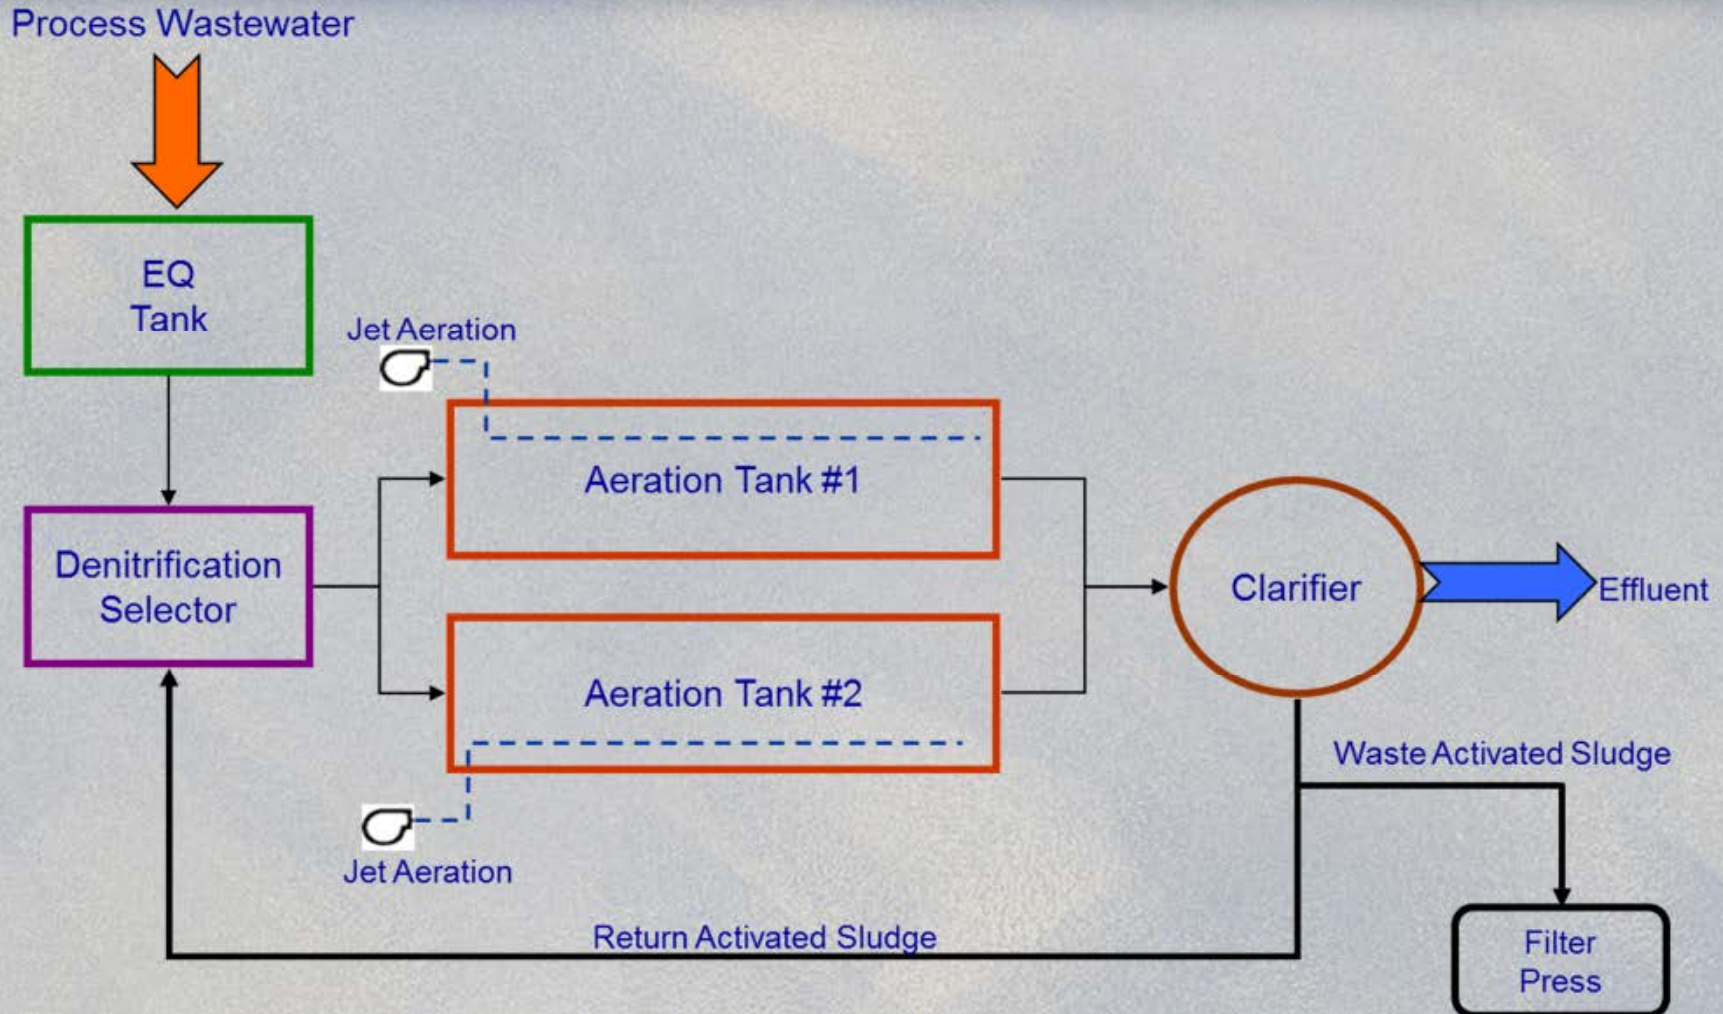 Process Wastewater
EQ
Tank
Jet Aeration
Aeration Tank #1
Denitrification
Selector
Clarifier
Effluent
Aeration Tank #2
Waste Activated Sludge
Jet Aeration
Return Activated Sludge
Filter
Press